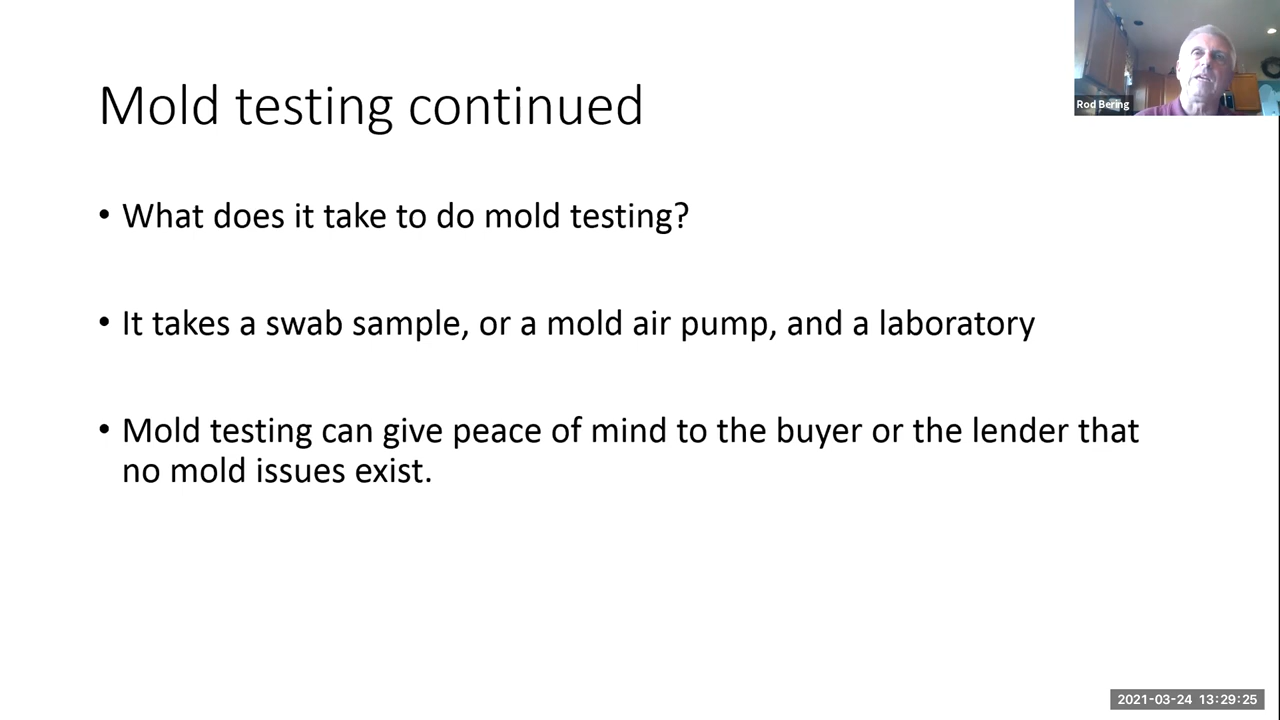 Mold testing continued
Rod Bering
• What does it take to do mold testing?
• It takes a swab sample, or a mold air pump, and a laboratory
• Mold testing can give peace of mind to the buyer or the lender that
no mold issues exist.
2021-03-24 13:29:25